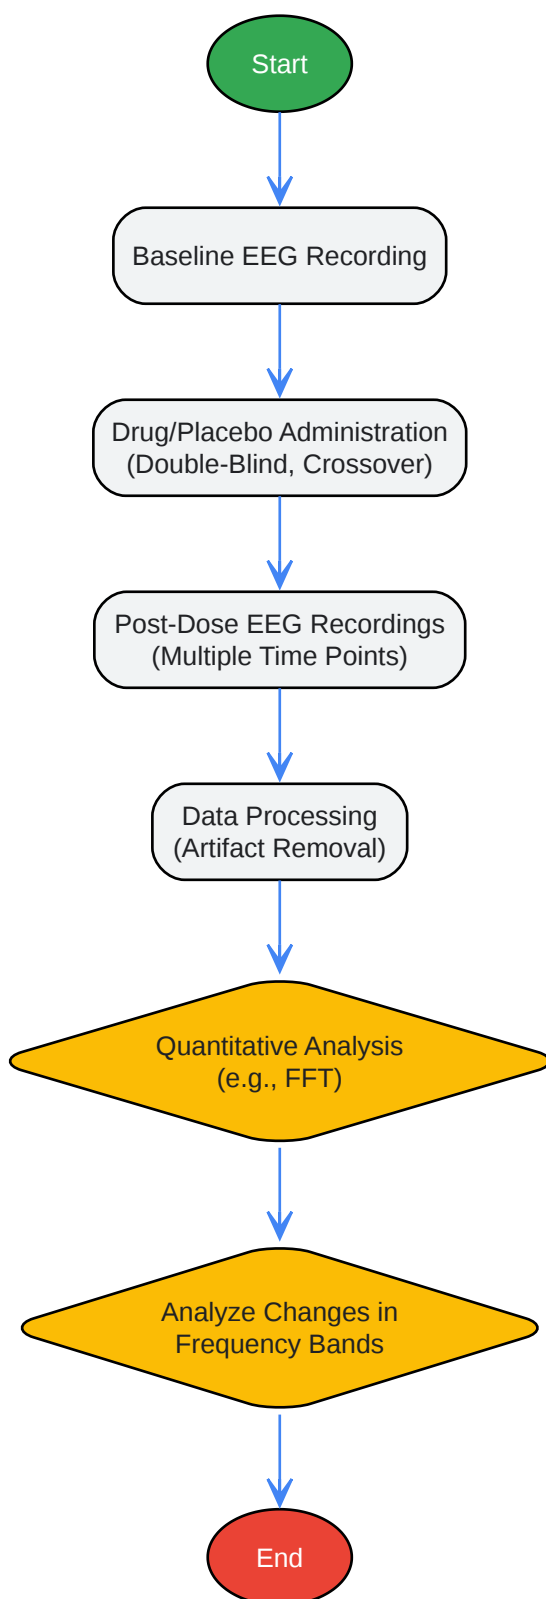 Start
Baseline EEG Recording
Drug/Placebo Administration
(Double-Blind, Crossover)
Post-Dose EEG Recordings
(Multiple Time Points)
Data Processing
(Artifact Removal)
Quantitative Analysis
(e.g., FFT)
Analyze Changes in
Frequency Bands
End